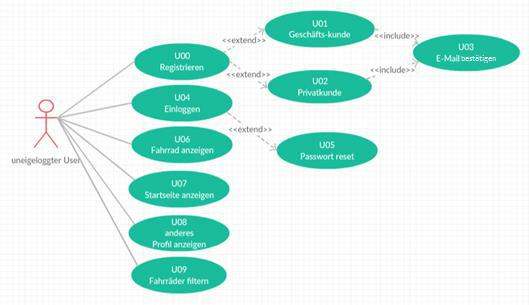 U01
Geschäfts-kunde
<<extend>>
<<include>>
U03
E-Mail bestätigen
U00
Registrieren
<<extend>>
<<include>>
U02
Privatkunde
U04
Einloggen
<<extend>>
U06
Fahrrad anzeigen
U05
Passwort reset
uneigeloggter User
U07
Startseite anzeigen
U08
anderes
Profil anzeigen
U09
Fahrräder filtern